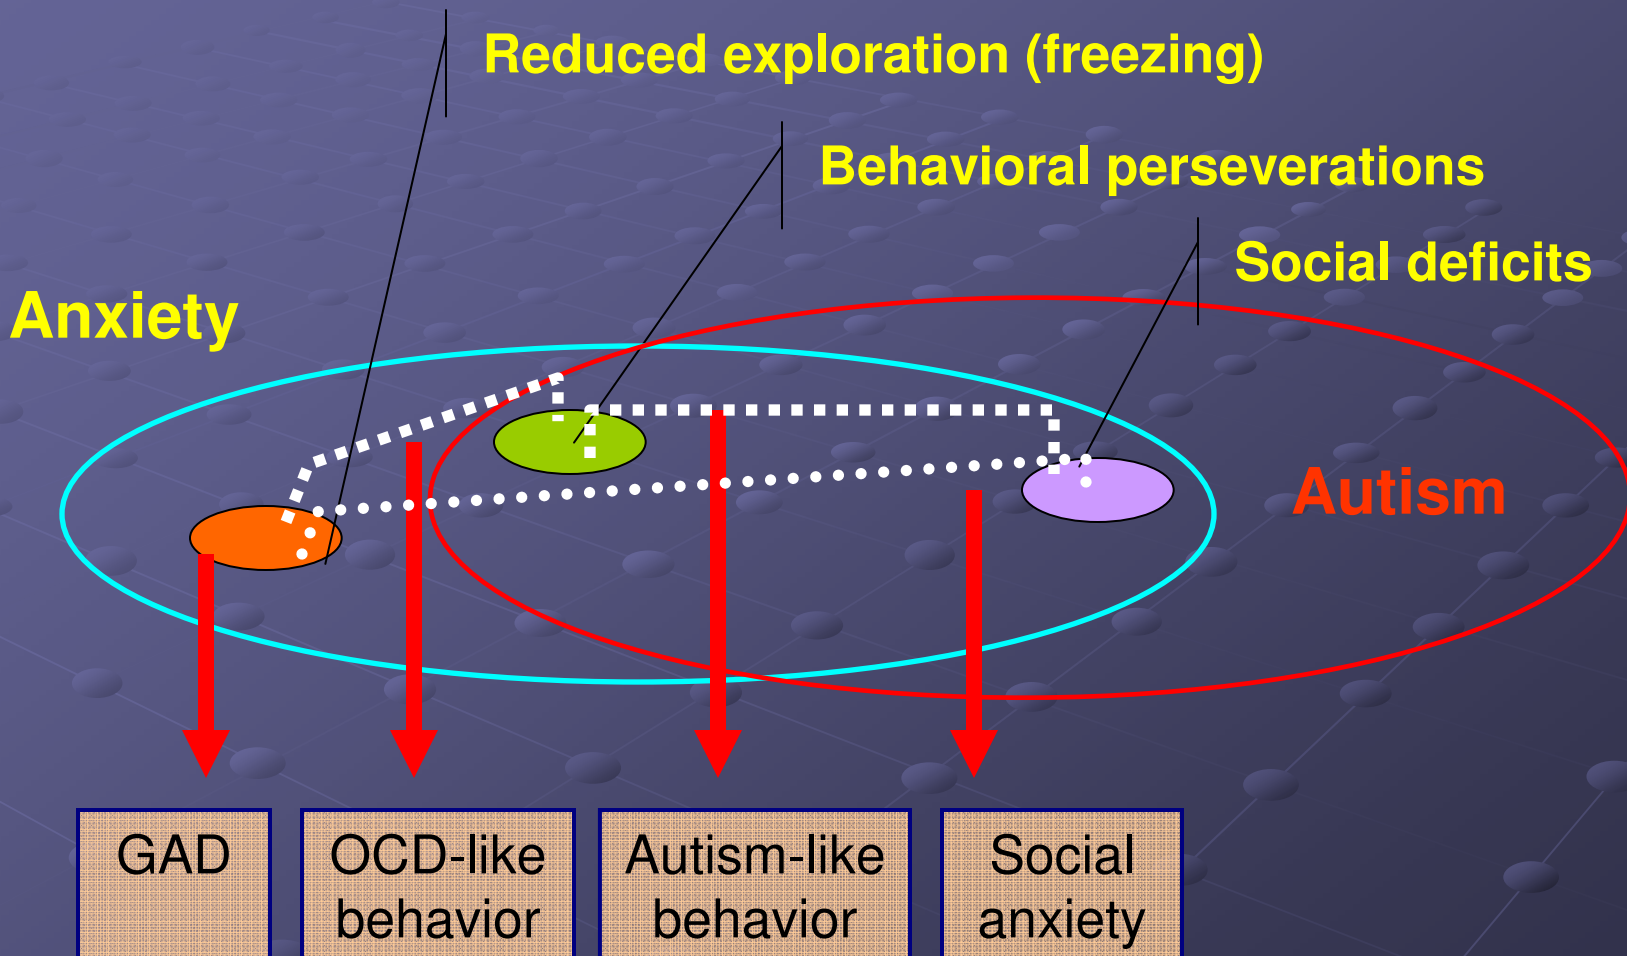 Reduced exploration (freezing)
Behavioral perseverations
Social deficits
Anxiety
Autism
GAD
OCD-like
behavior
Autism-like
behavior
Social
anxiety